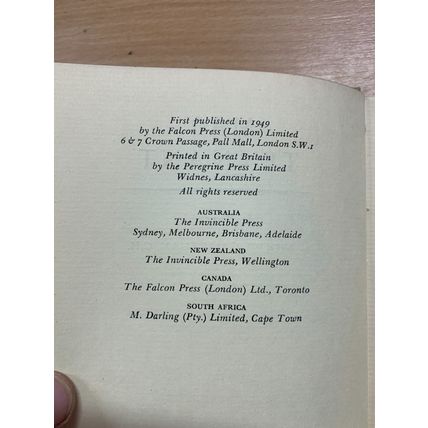 First published in 1949
by the Falcon Press (London) Limited
6 & 7 Crown Passage, Pall Mall, London S.W.1
Printed in Great Britain
by the Peregrine Press Limited
Widnes, Lancashire
All rights reserved
AUSTRALIA
The Invincible Press
Sydney, Melbourne, Brisbane, Adelaide
NEW ZEALAND
The Invincible Press, Wellington
CANADA
The Falcon Press (London) Ltd., Toronto
SOUTH AFRICA
M. Darling (Pty.) Limited, Cape Town